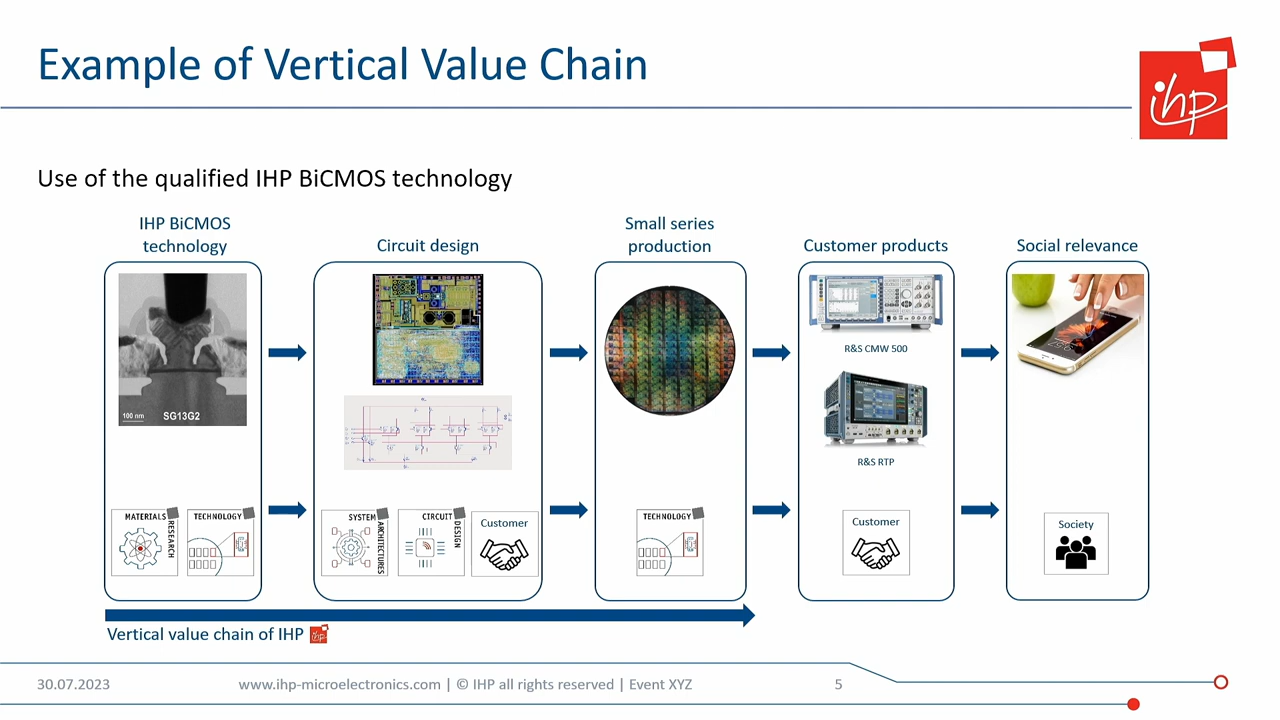 Example of Vertical Value Chain
ihp
Use of the qualified IHP BiCMOS technology
IHP BiCMOS
technology
Circuit design
Small series
production
Customer products
Social relevance
100 nm
SG13G2
R&S CMW 500
R&S RTP
MATERIALS
RESEARCH
TECHNOLOGY
SYSTEM
ARCHITECTURES
CIRCUIT
DESIGN
Customer
TECHNOLOGY
Customer
Society
Vertical value chain of IHP
ihp
30.07.2023
www.ihp-microelectronics.com | © IHP all rights reserved | Event XYZ
5